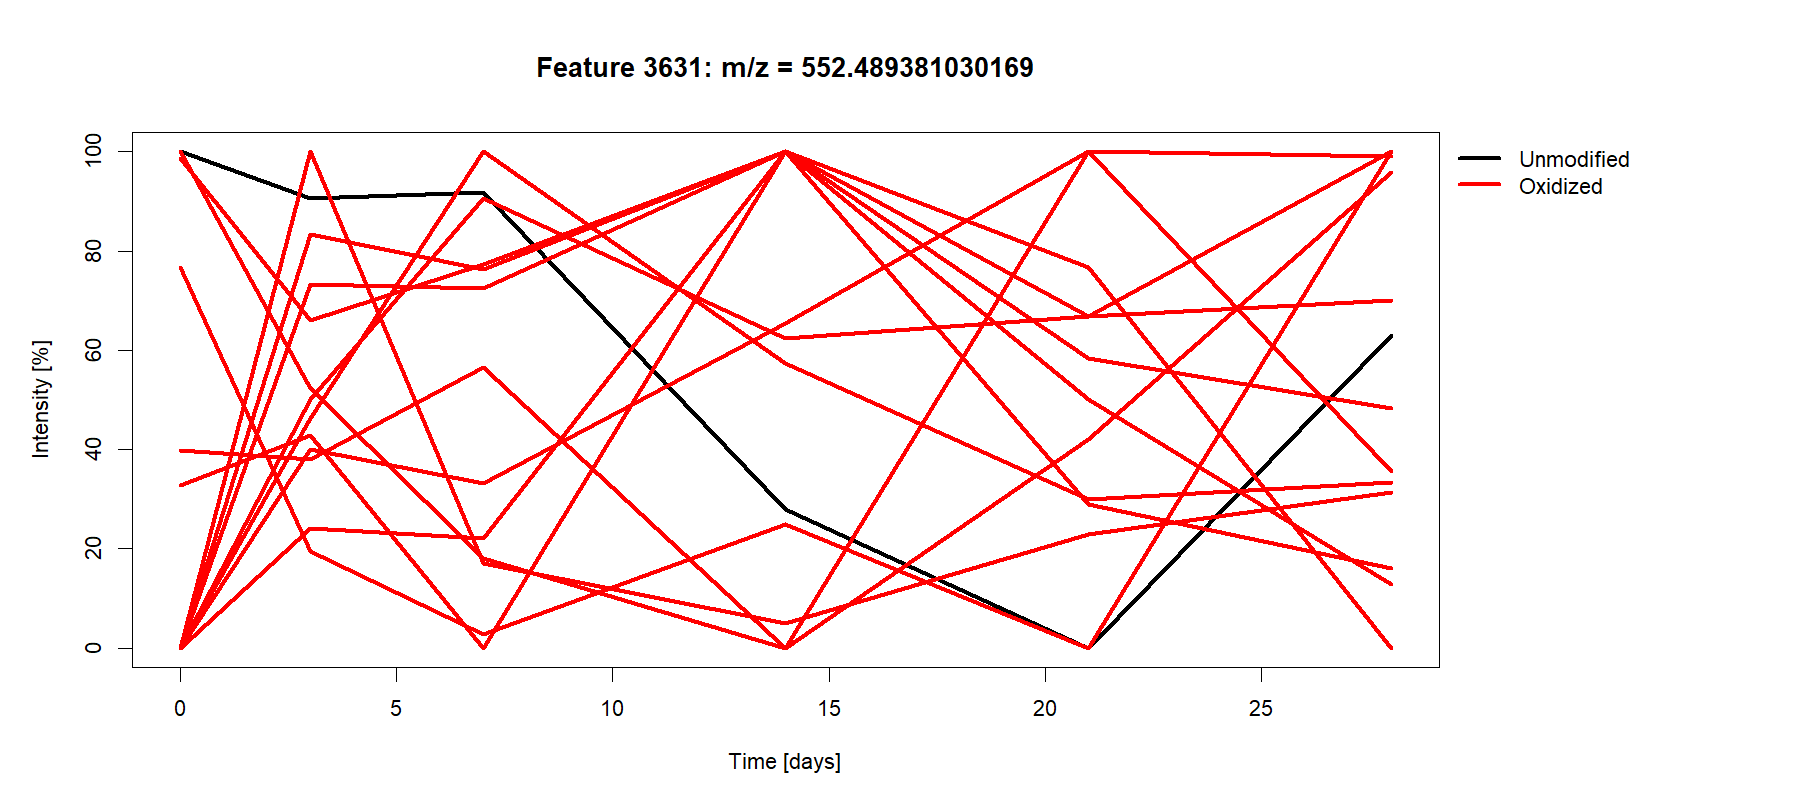 Feature 3631: m/z = 552.489381030169
Unmodified
Oxidized
Intensity [%]
100
80
60
40
20
0
0 5 10 15 20 25
Time [days]